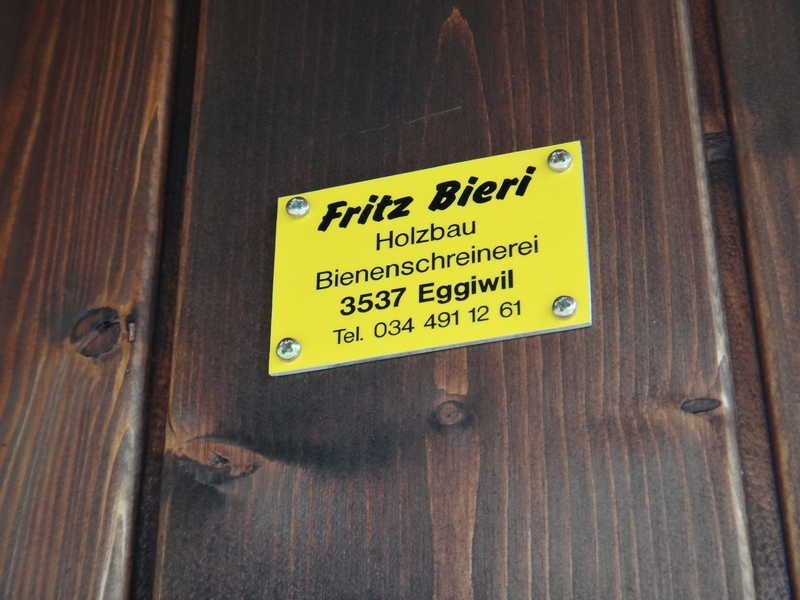 Fritz Bieri
Holzbau
Bienenschreinerei
3537 Eggiwil
Tel. 034 491 12 61